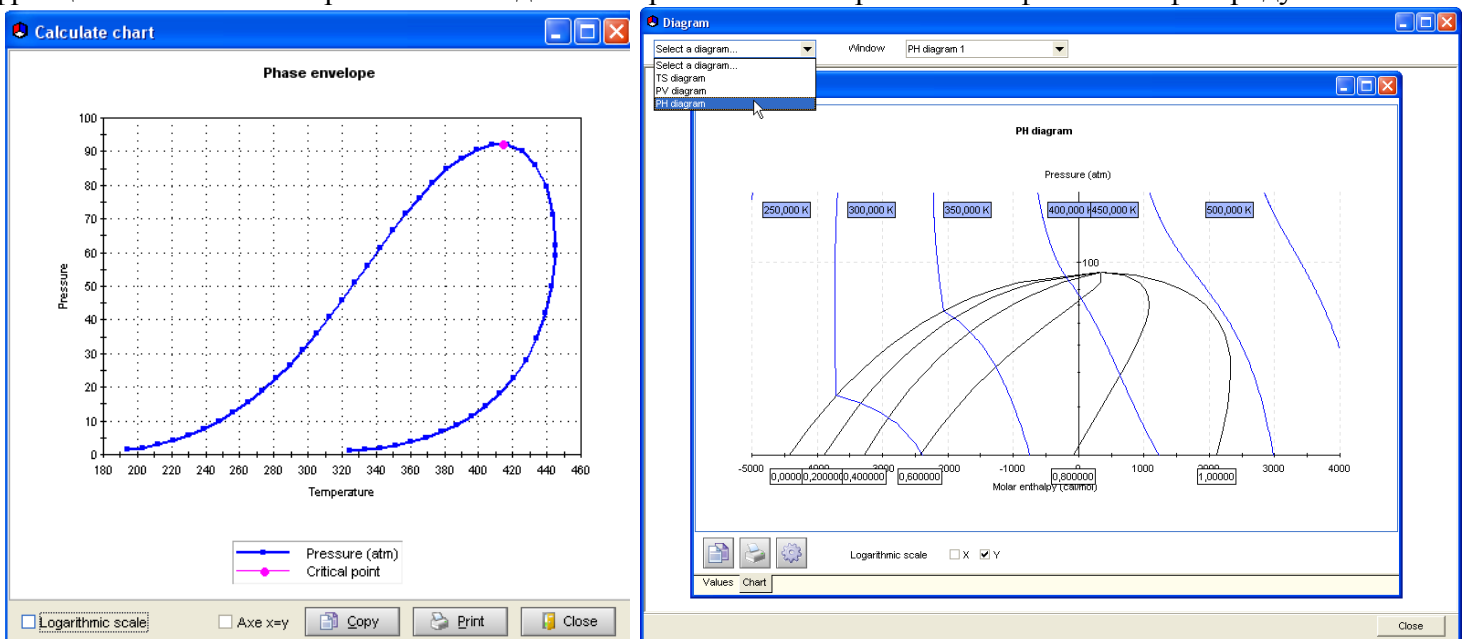 Calculate chart
Phase envelope
100
90
80
70
60
50
40
30
20
10
0
Pressure
180 200 220 240 260 280 300 320 340 360 380 400 420 440 460
Temperature
Pressure (atm)
Critical point
Logarithmic scale
Axe x=y
Copy
Print
Close
Diagram
Select a diagram...
Window
PH diagram 1
Select a diagram...
TS diagram
PV diagram
PH diagram
PH diagram
Pressure (atm)
250,000 K
300,000 K
350,000 K
400,000
450,000 K
500,000 K
100
-5000 -1000 0 1000 3000 4000
0,0000 0,200000 0,400000 0,600000 0,800000 1,00000
Molar enthalpy (cal/mol)
Logarithmic scale
X
Y
Values
Chart
Close